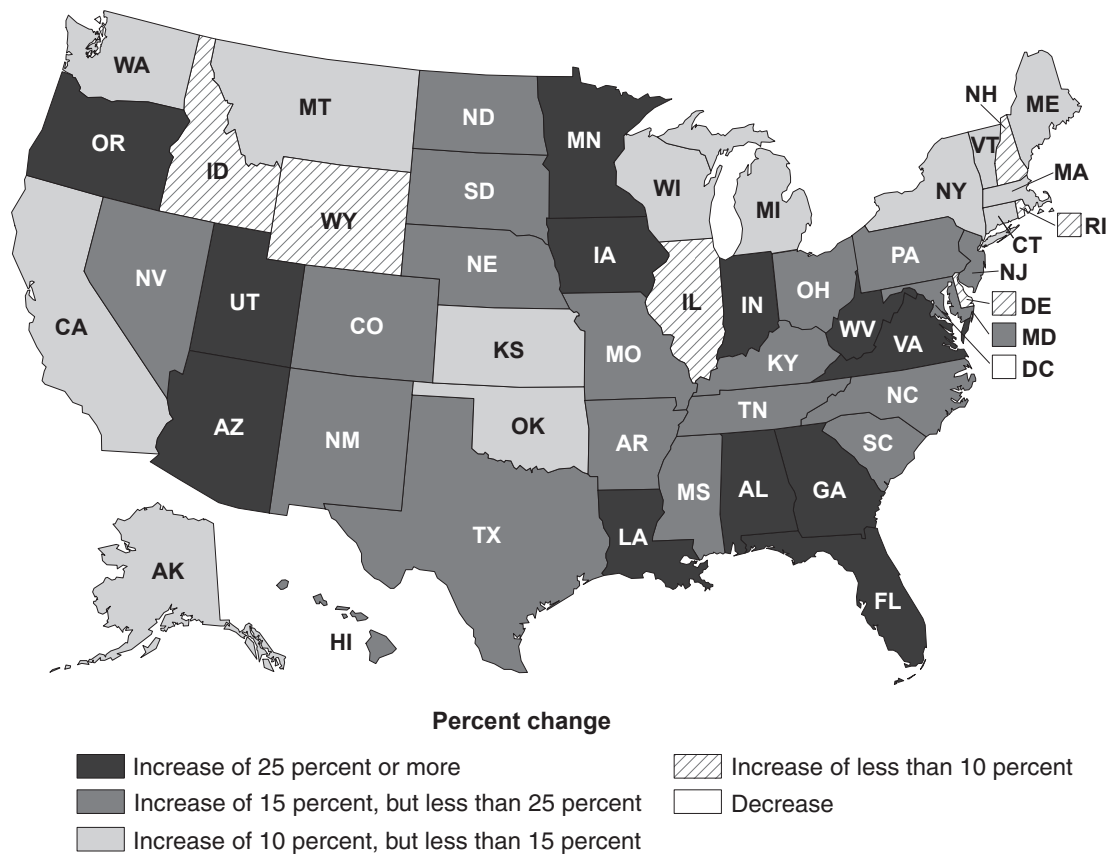 WA
MT
ND
MN
OR
ID
SD
WI
MI
NY
VT
NH
ME
MA
RI
CT
WY
NE
IA
PA
NJ
NV
UT
CO
IL
IN
OH
DE
MD
DC
CA
KS
MO
WV
VA
KY
AZ
NM
OK
AR
TN
NC
SC
MS
AL
GA
TX
LA
AK
HI
FL
Percent change
Increase of 25 percent or more
Increase of 15 percent, but less than 25 percent
Increase of 10 percent, but less than 15 percent
Increase of less than 10 percent
Decrease